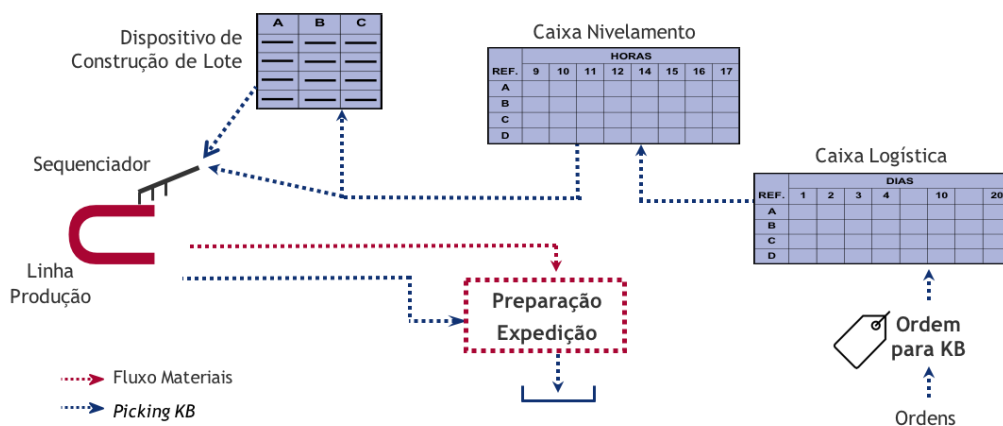 Dispositivo de
Construção de Lote
A B C
Caixa Nivelamento
HORAS
REF. 9 10 11 12 14 15 16 17
A
B
C
D
Caixa Logística
DIAS
REF. 1 2 3 4 10 20
A
B
C
D
Sequenciador
Linha
Produção
Preparação
Expedição
Ordem
para KB
Ordens
Fluxo Materiais
Picking KB